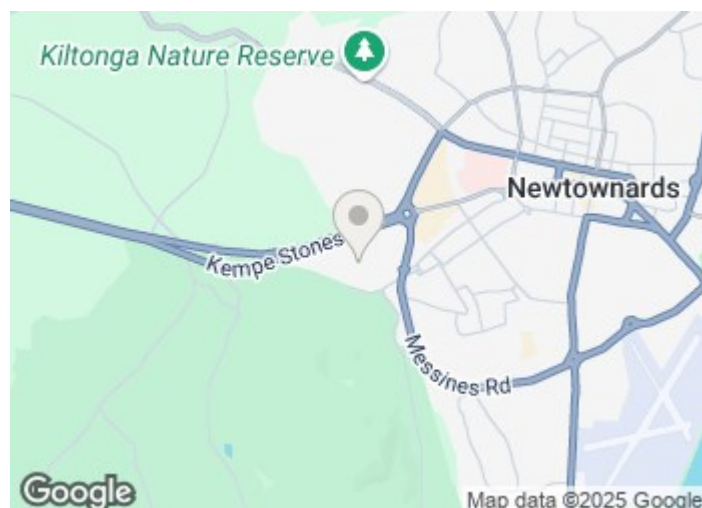 Kiltonga Nature Reserve
Newtownards
Kempe Stones
Messines Rd
Google
Map data ©2025 Google